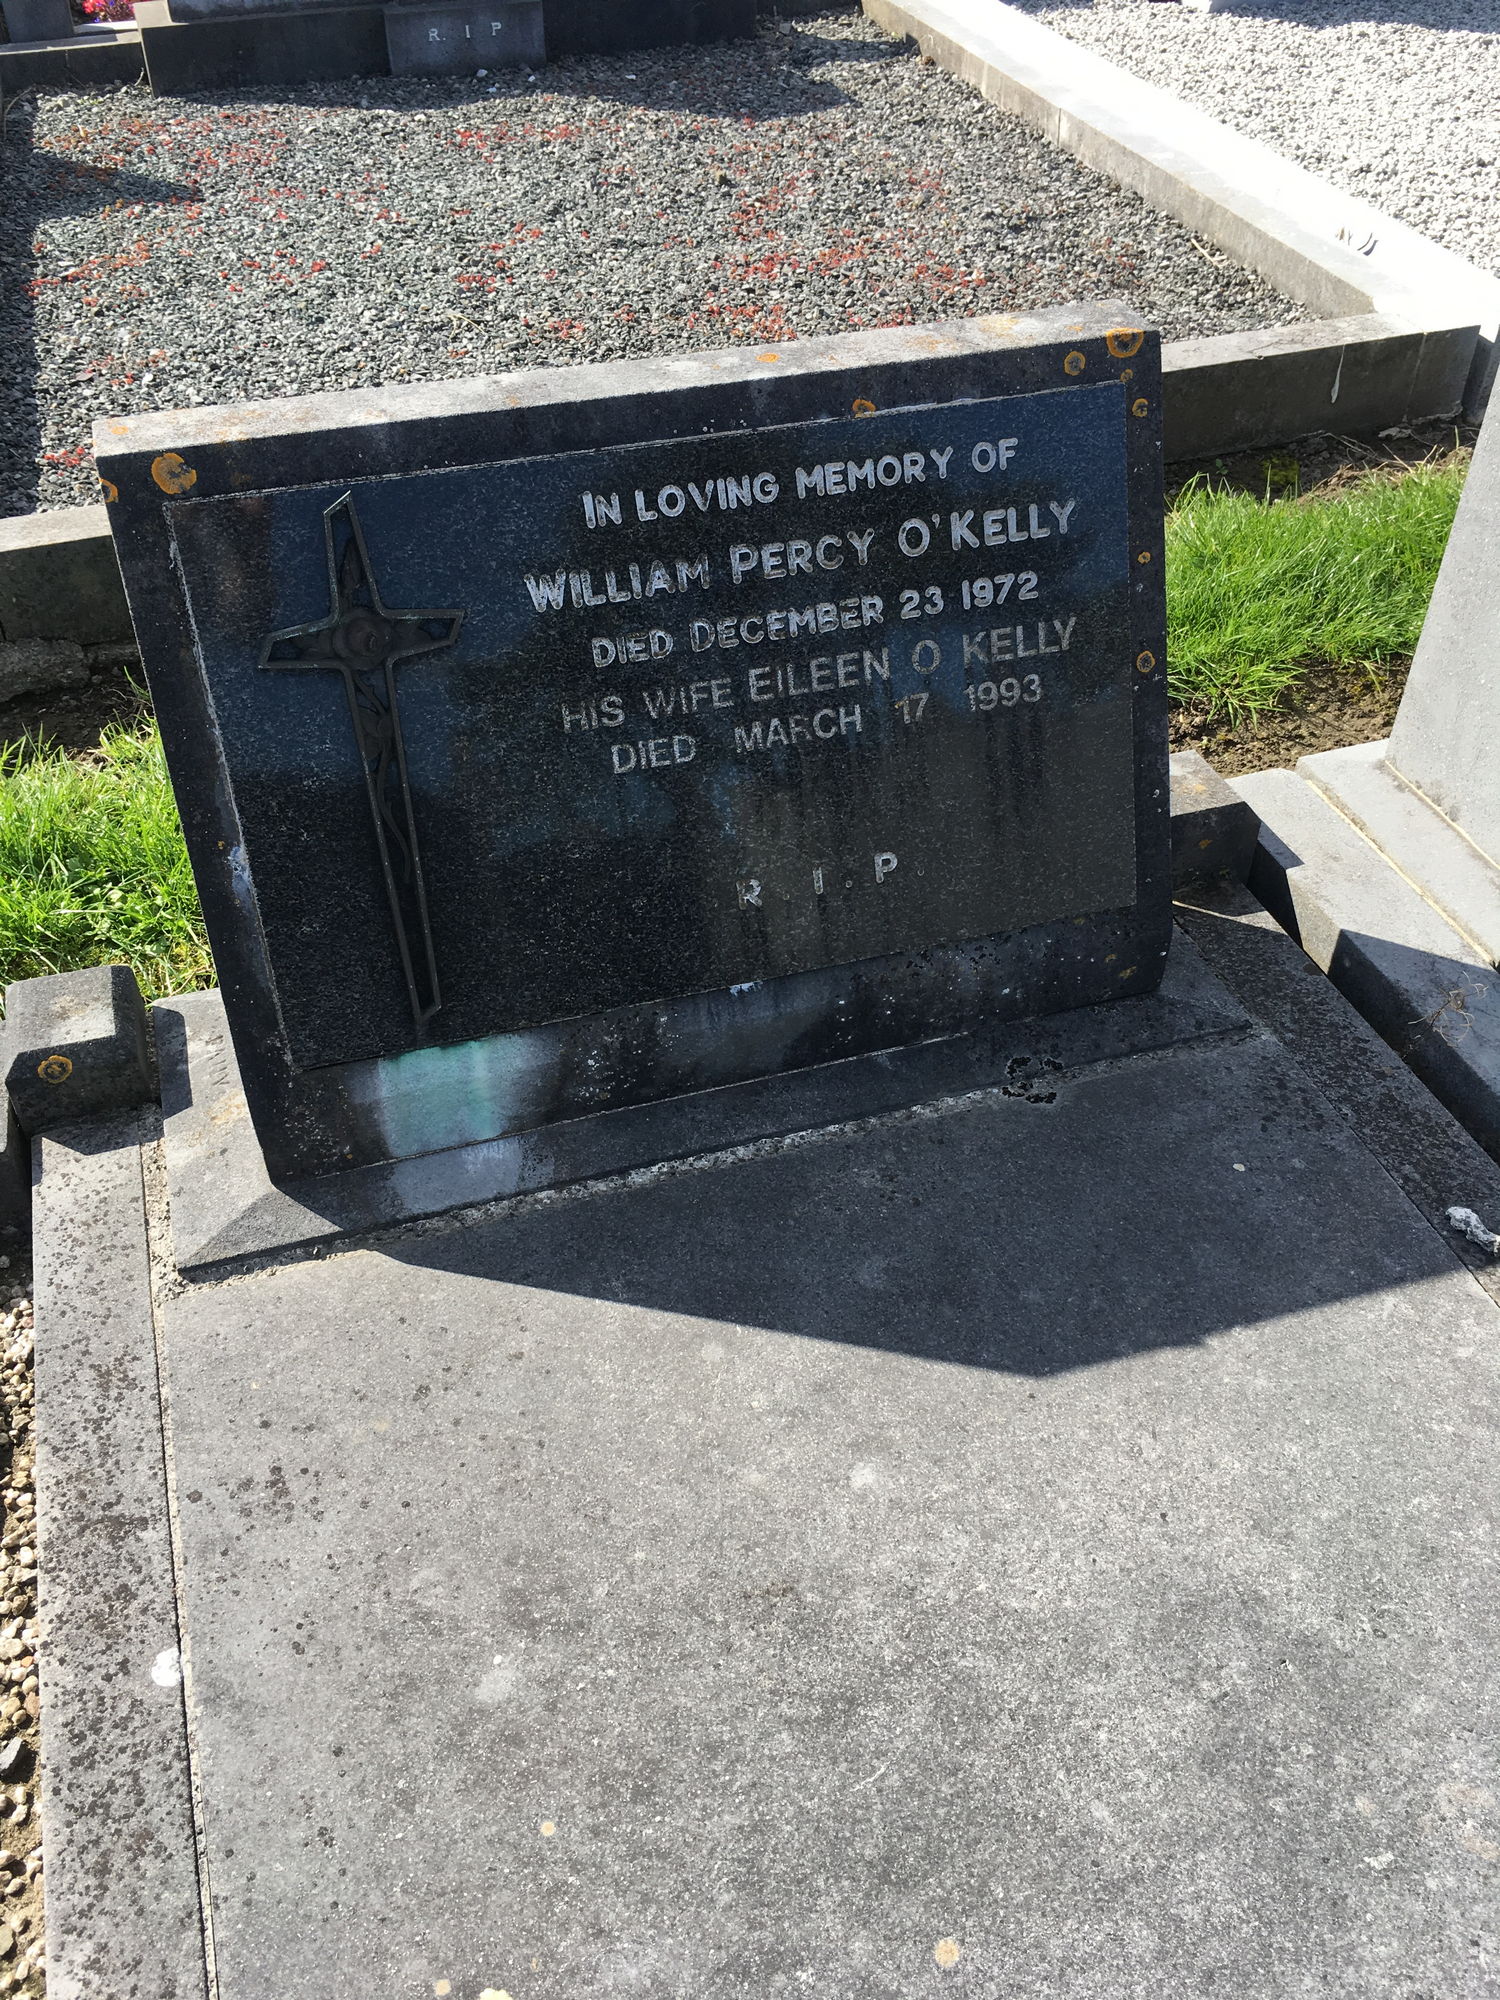 R. I P
IN LOVING MEMORY OF
WILLIAM PERCY O'KELLY
DIED DECEMBER 23 1972
HIS WIFE EILEEN O KELLY
DIED MARCH 17 1993
R. I. P.